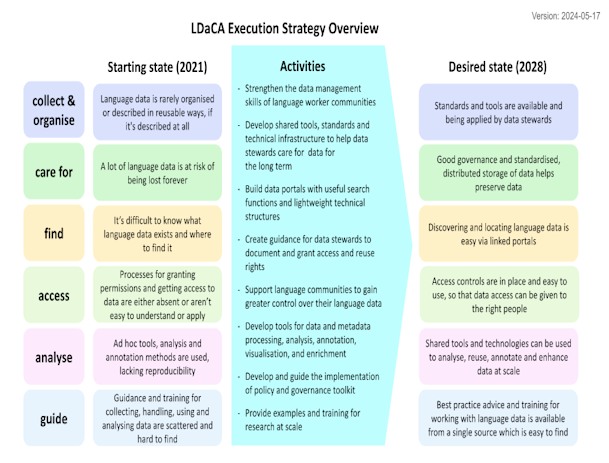 Version: 2024-05-17
LDaCA Execution Strategy Overview
Starting state (2021)
Activities
Desired state (2028)
collect &
organise
Language data is rarely organised
or described in reusable ways, if
it's described at all
Standards and tools are available and
being applied by data stewards
care for
A lot of language data is at risk of
being lost forever
Good governance and standardised,
distributed storage of data helps
preserve data
find
It's difficult to know what
language data exists and where
to find it
Discovering and locating language data is
easy via linked portals
access
Processes for granting
permissions and getting access to
data are either absent or aren't
easy to understand or apply
Access controls are in place and easy to
use, so that data access can be given to
the right people
analyse
Ad hoc tools, analysis and
annotation methods are used,
lacking reproducibility
Shared tools and technologies can be used
to analyse, reuse, annotate and enhance
data at scale
guide
Guidance and training for
collecting, handling, using and
analysing data are scattered and
hard to find
Best practice advice and training for
working with language data is available
from a single source which is easy to find
- Strengthen the data management
skills of language worker communities
- Develop shared tools, standards and
technical infrastructure to help data
stewards care for data for
the long term
- Build data portals with useful search
functions and lightweight technical
structures
- Create guidance for data stewards to
document and grant access and reuse
rights
- Support language communities to gain
greater control over their language data
- Develop tools for data and metadata
processing, analysis, annotation,
visualisation, and enrichment
- Develop and guide the implementation
of policy and governance toolkit
- Provide examples and training for
research at scale